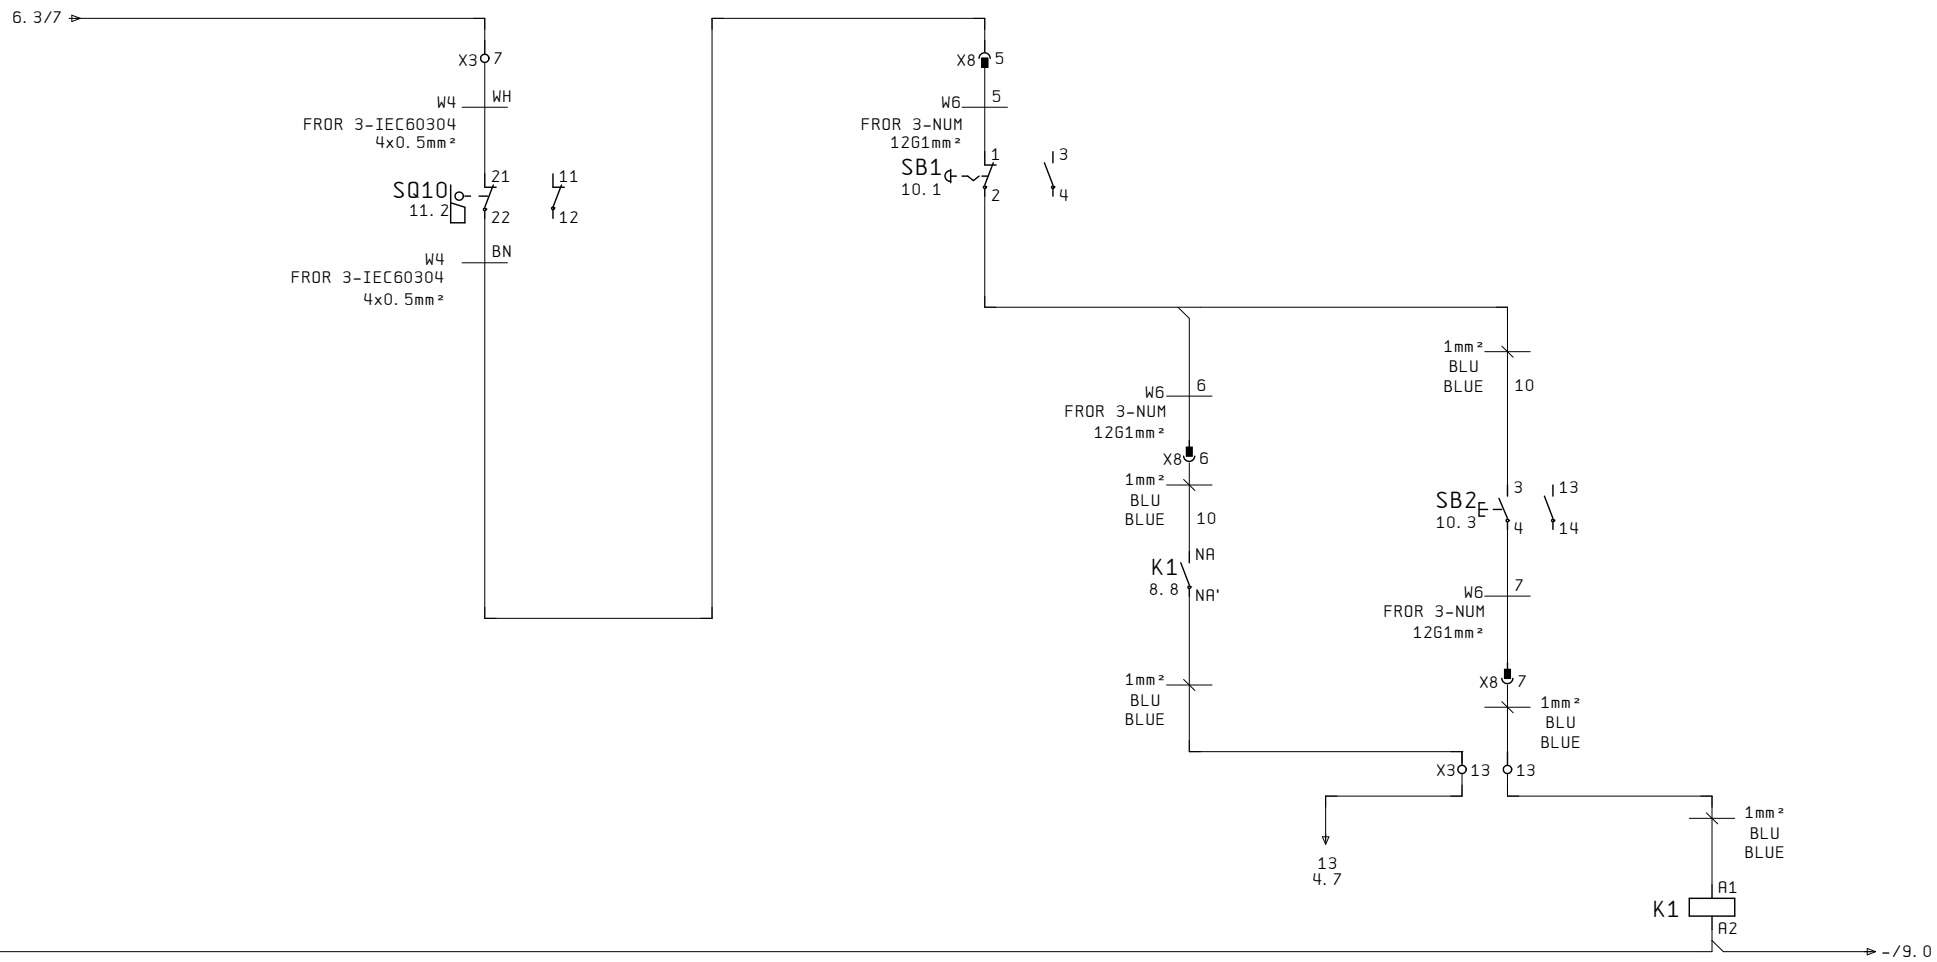 6.3/7
X3 7
W4 WH
FROR 3-IEC60304
4x0.5mm²
SQ10
11.2
21
22
11
12
W4 BN
FROR 3-IEC60304
4x0.5mm²
X8 5
W6 5
FROR 3-NUM
12G1mm²
SB1
10.1
1
2
3
4
W6 6
FROR 3-NUM
12G1mm²
X8 6
1mm²
BLU
BLUE 10
K1
8.8
NA
NA'
1mm²
BLU
BLUE
1mm²
BLU
BLUE 10
SB2
10.3
3
4
13
14
W6 7
FROR 3-NUM
12G1mm²
X8 7
1mm²
BLU
BLUE
X3 13 13
13
4.7
1mm²
BLU
BLUE
K1
A1
A2
-/9.0